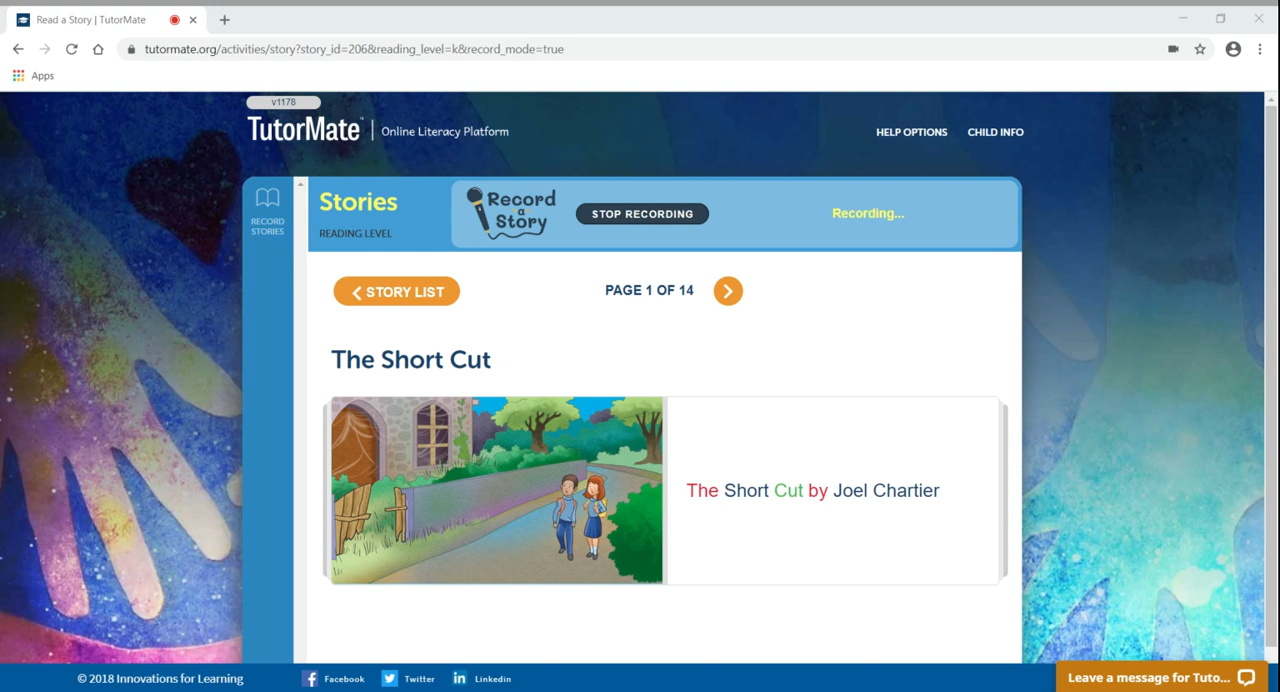 Read a Story | TutorMate
tutormate.org/activities/story?story_id=206&reading_level=k&record_mode=true
Apps
v1178
TutorMate™ | Online Literacy Platform
HELP OPTIONS
CHILD INFO
RECORD
STORIES
Stories
READING LEVEL
Record
a
Story
STOP RECORDING
Recording...
STORY LIST
PAGE 1 OF 14
The Short Cut
The Short Cut by Joel Chartier
© 2018 Innovations for Learning
Facebook
Twitter
Linkedin
Leave a message for Tuto...